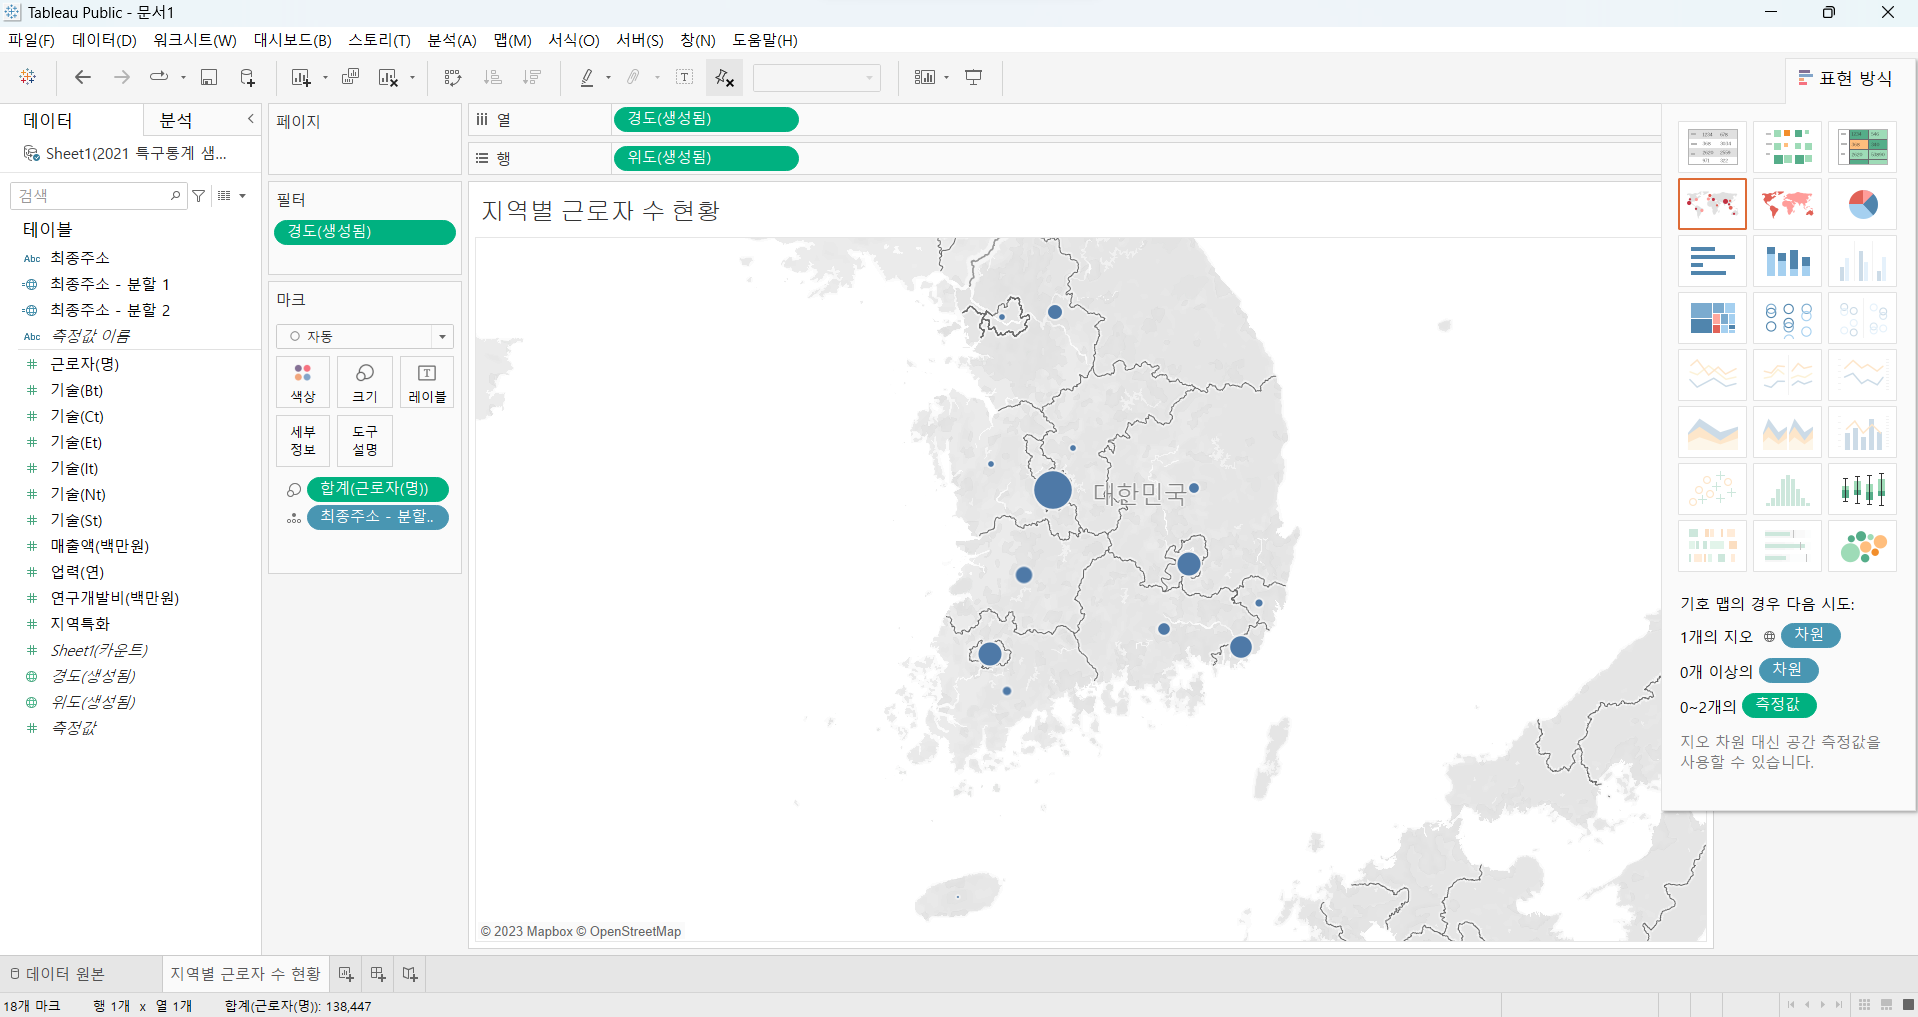 Tableau Public - 문서1
파일(F) 데이터(D) 워크시트(W) 대시보드(B) 스토리(T) 분석(A) 맵(M) 서식(O) 서버(S) 창(N) 도움말(H)
표현 방식
데이터 분석
Sheet1(2021 특구통계 샘...
검색
테이블
Abc 최종주소
최종주소 - 분할 1
최종주소 - 분할 2
Abc 측정값 이름
근로자(명)
기술(Bt)
기술(Ct)
기술(Et)
기술(It)
기술(Nt)
기술(St)
매출액(백만원)
업력(연)
연구개발비(백만원)
지역특화
Sheet1(카운트)
경도(생성됨)
위도(생성됨)
측정값
페이지
필터
경도(생성됨)
마크
자동
색상 크기 레이블
세부 정보
도구 설명
합계(근로자(명))
최종주소 - 분할..
열 경도(생성됨)
행 위도(생성됨)
지역별 근로자 수 현황
대한민국
© 2023 Mapbox © OpenStreetMap
기호 맵의 경우 다음 시도:
1개의 지오 차원
0개 이상의 차원
0~2개의 측정값
지오 차원 대신 공간 측정값을
사용할 수 있습니다.
데이터 원본 지역별 근로자 수 현황
18개 마크 행 1개 x 열 1개 합계(근로자(명)): 138,447